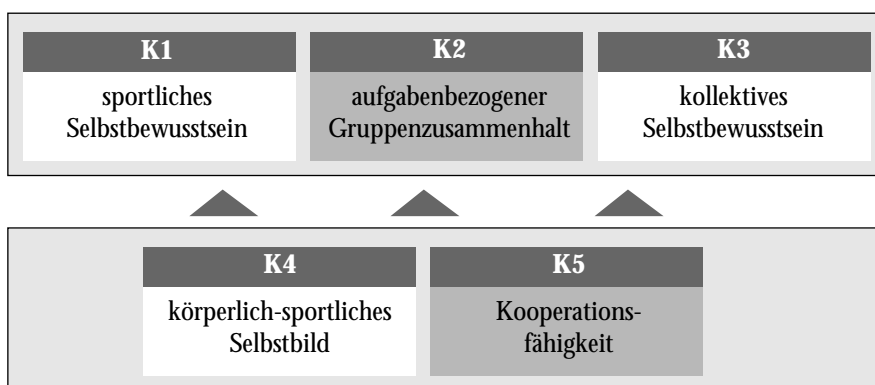 K1
K2
K3
sportliches
Selbstbewusstsein
aufgabenbezogener
Gruppenzusammenhalt
kollektives
Selbstbewusstsein
K4
K5
körperlich-sportliches
Selbstbild
Kooperations-
fähigkeit